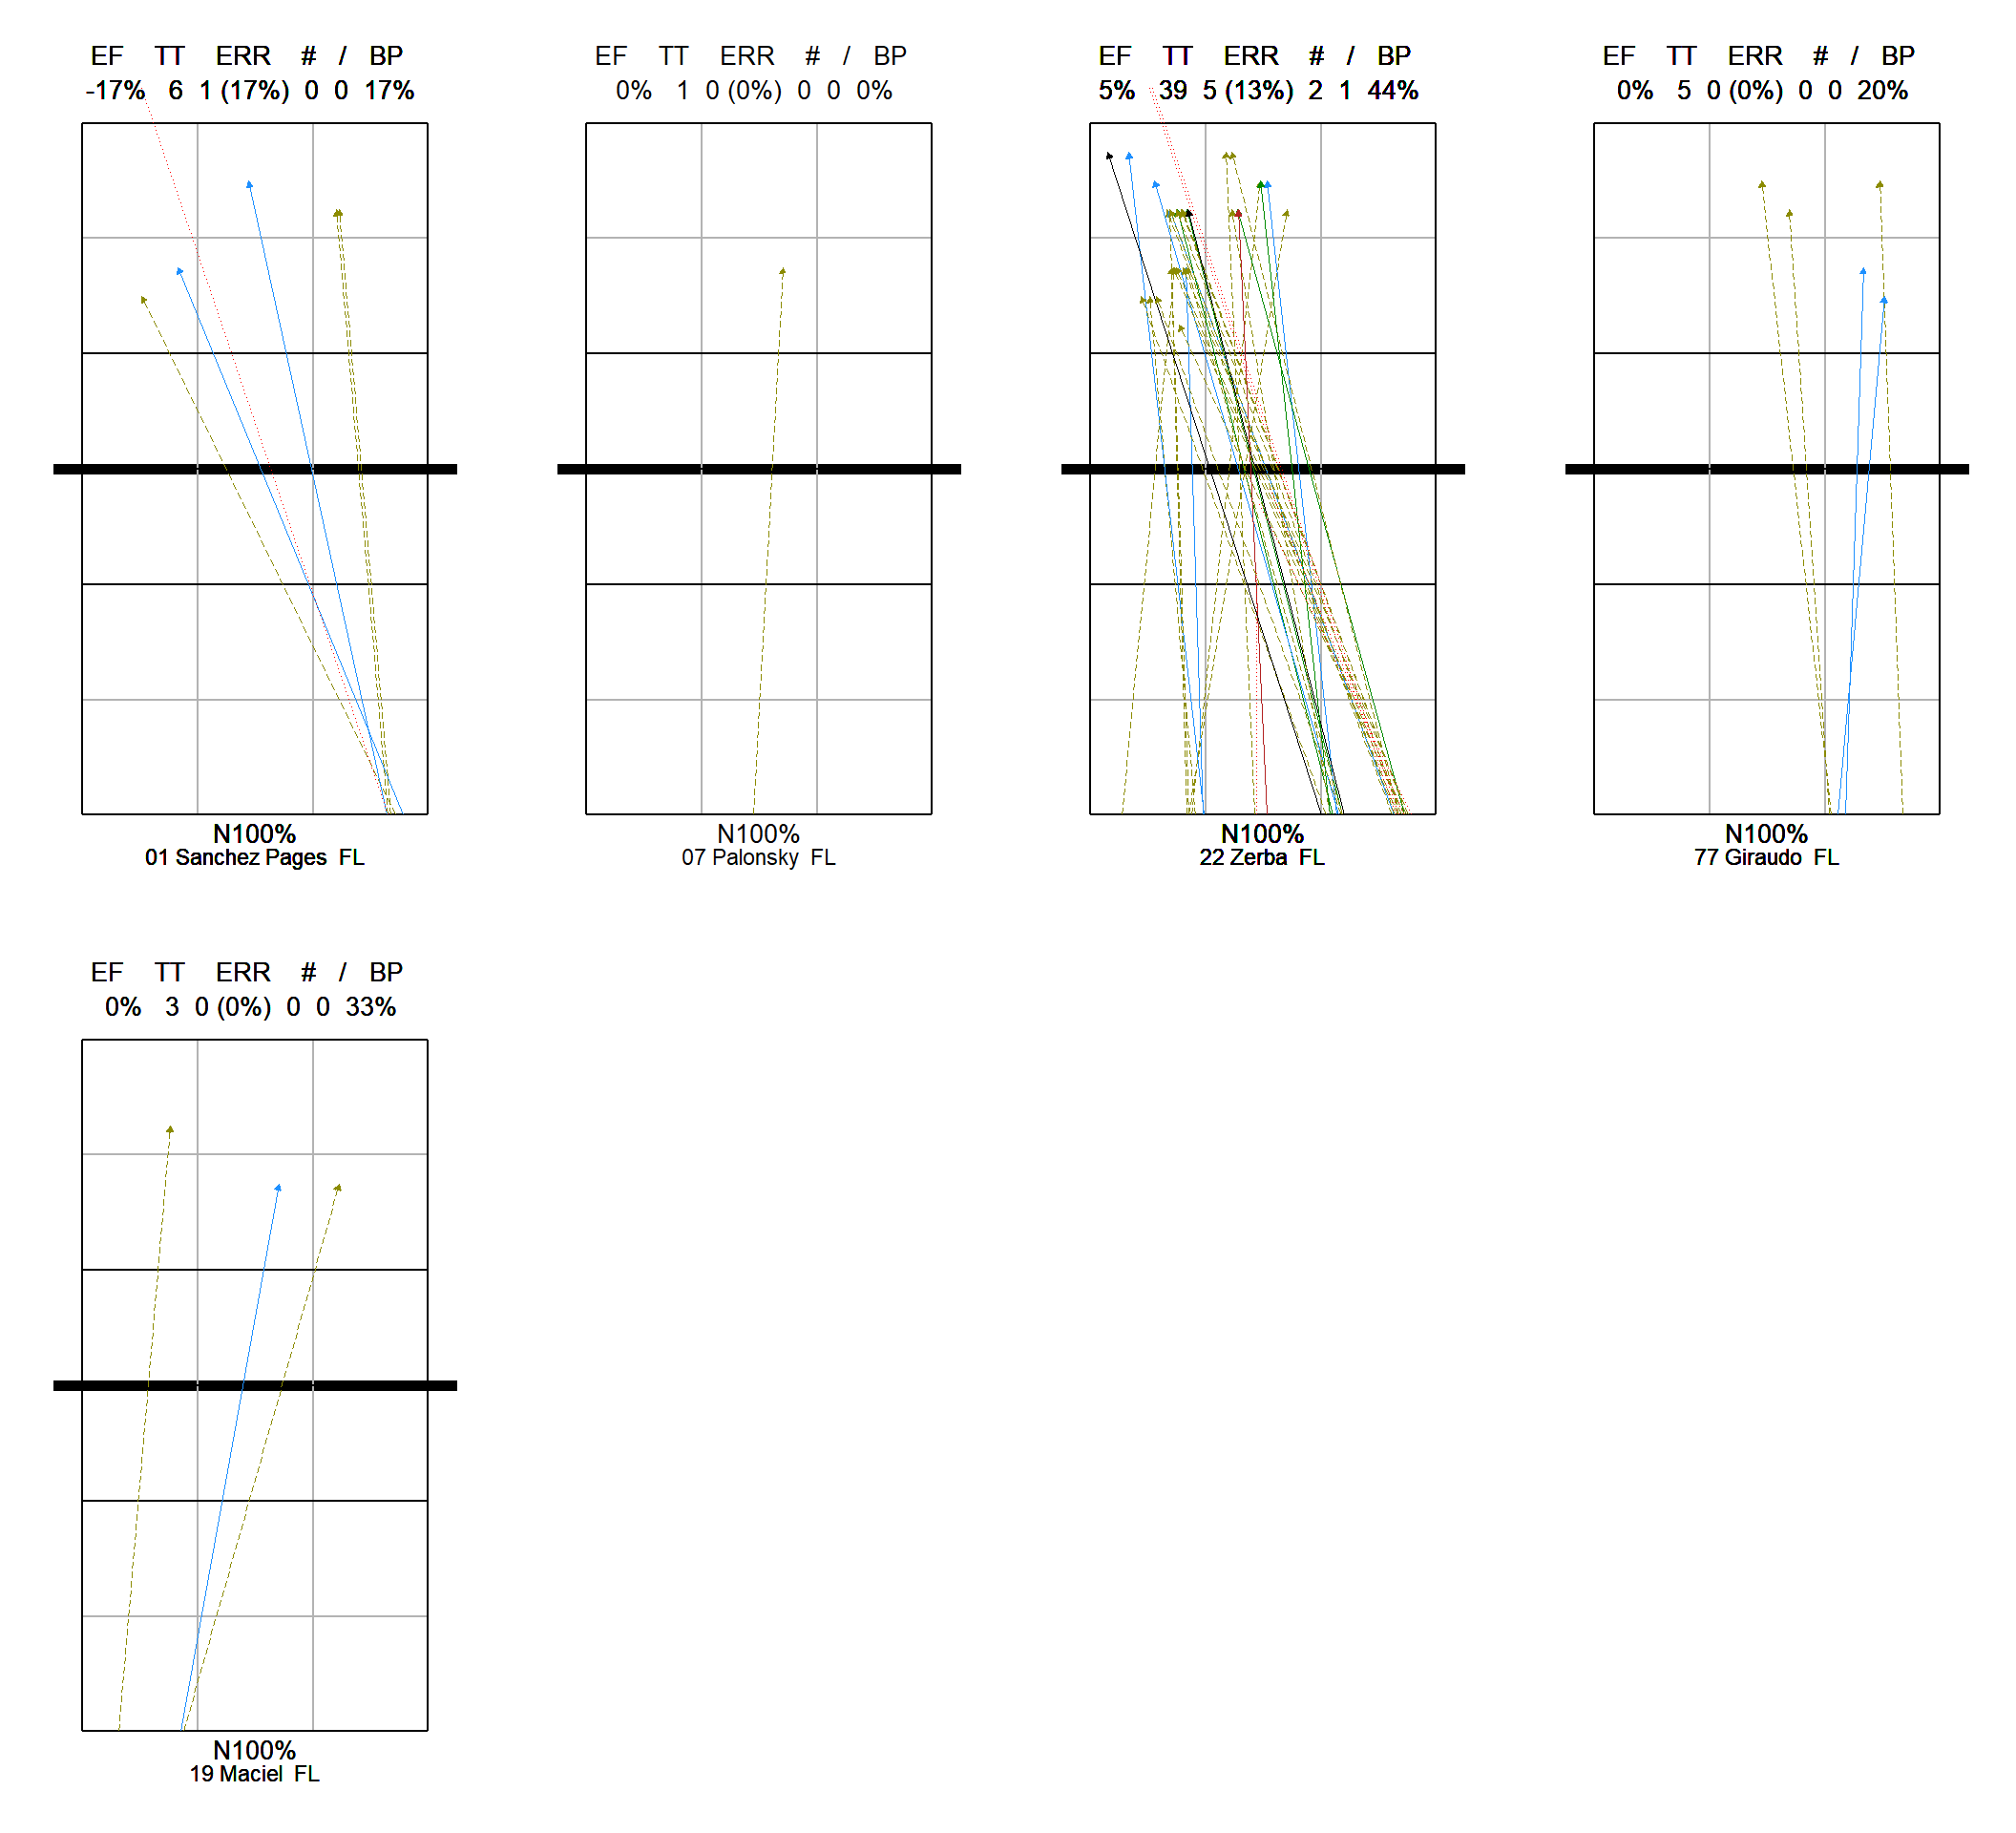 EF TT ERR # / BP
-17% 6 1 (17%) 0 0 17%
N100%
01 Sanchez Pages FL
EF TT ERR # / BP
0% 1 0 (0%) 0 0 0%
N100%
07 Palonsky FL
EF TT ERR # / BP
5% 39 5 (13%) 2 1 44%
N100%
22 Zerba FL
EF TT ERR # / BP
0% 5 0 (0%) 0 0 20%
N100%
77 Giraudo FL
EF TT ERR # / BP
0% 3 0 (0%) 0 0 33%
N100%
19 Maciel FL